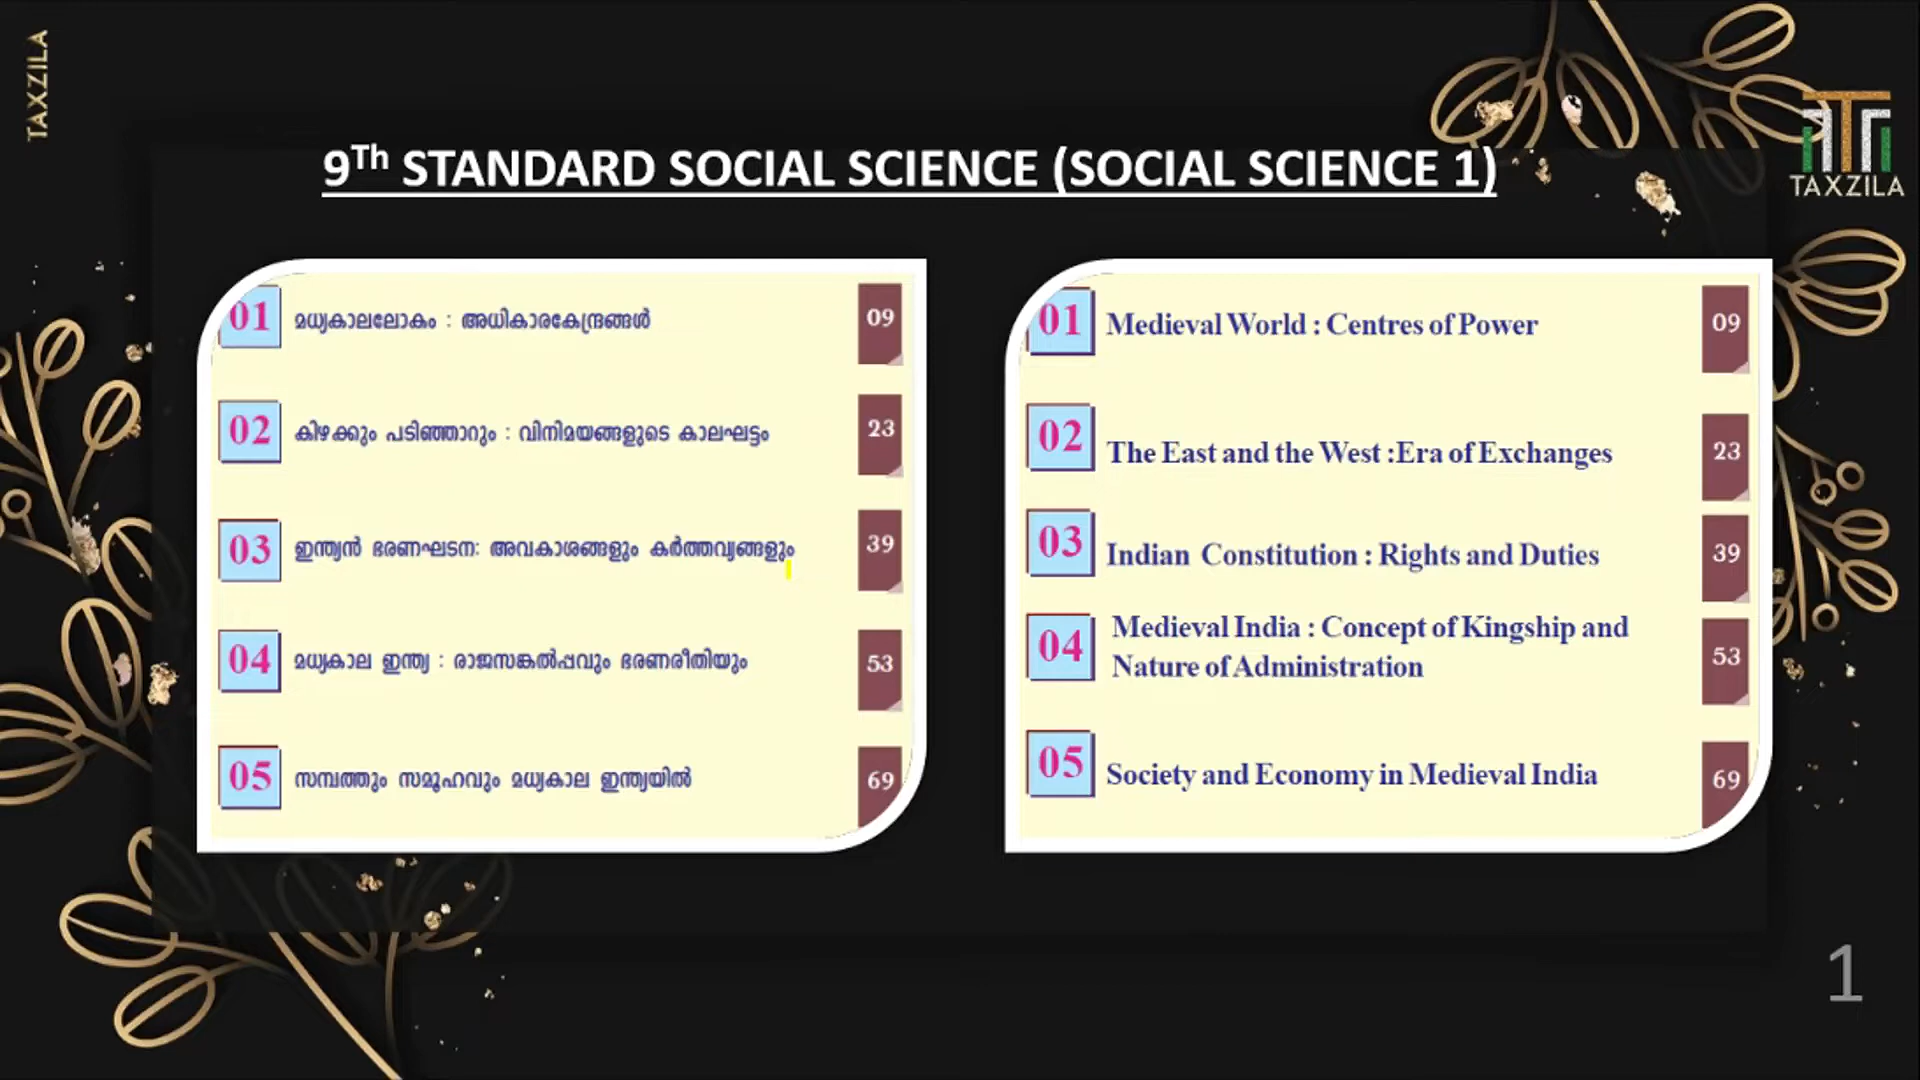 TAXZILA
TAXZILA
9Th STANDARD SOCIAL SCIENCE (SOCIAL SCIENCE 1)
01 മധ്യകാലലോകം : അധികാരകേന്ദ്രങ്ങൾ 09
02 കിഴക്കും പടിഞ്ഞാറും : വിനിമയങ്ങളുടെ കാലഘട്ടം 23
03 ഇന്ത്യൻ ഭരണഘടന: അവകാശങ്ങളും കർത്തവ്യങ്ങളും 39
04 മധ്യകാല ഇന്ത്യ : രാജസങ്കൽപ്പവും ഭരണരീതിയും 53
05 സമ്പത്തും സമൂഹവും മധ്യകാല ഇന്ത്യയിൽ 69
01 Medieval World : Centres of Power 09
02 The East and the West :Era of Exchanges 23
03 Indian Constitution : Rights and Duties 39
04 Medieval India : Concept of Kingship and
Nature of Administration 53
05 Society and Economy in Medieval India 69
1